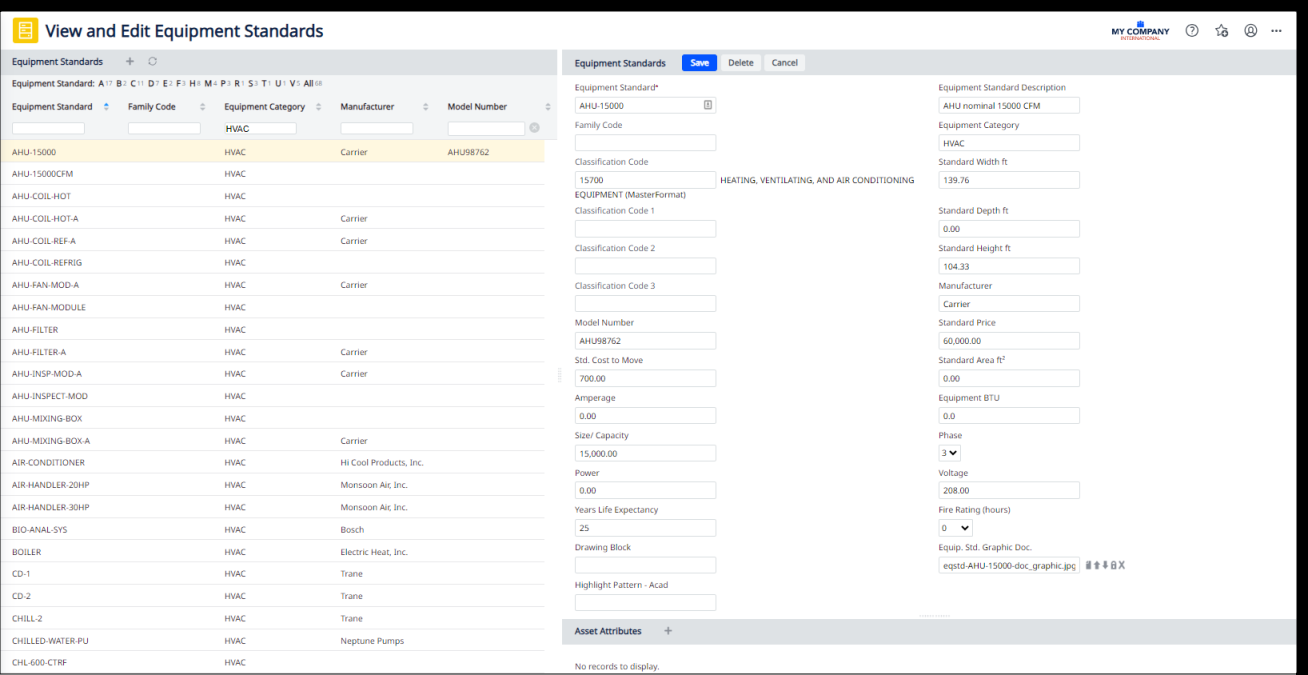 View and Edit Equipment Standards
MY COMPANY
INTERNATIONAL
Equipment Standards
Equipment Standard: A 17 B 2 C 11 D 7 E 2 F 3 H 8 M 4 P 3 R 1 S 3 T 1 U 1 V 5 All 68
Equipment Standard Family Code Equipment Category Manufacturer Model Number
HVAC
AHU-15000 HVAC Carrier AHU98762
AHU-15000CFM HVAC
AHU-COIL-HOT HVAC
AHU-COIL-HOT-A HVAC Carrier
AHU-COIL-REF-A HVAC Carrier
AHU-COIL-REFRIG HVAC
AHU-FAN-MOD-A HVAC Carrier
AHU-FAN-MODULE HVAC
AHU-FILTER HVAC
AHU-FILTER-A HVAC Carrier
AHU-INSP-MOD-A HVAC Carrier
AHU-INSPECT-MOD HVAC
AHU-MIXING-BOX HVAC
AHU-MIXING-BOX-A HVAC Carrier
AIR-CONDITIONER HVAC Hi Cool Products, Inc.
AIR-HANDLER-20HP HVAC Monsoon Air, Inc.
AIR-HANDLER-30HP HVAC Monsoon Air, Inc.
BIO-ANAL-SYS HVAC Bosch
BOILER HVAC Electric Heat, Inc.
CD-1 HVAC Trane
CD-2 HVAC Trane
CHILL-2 HVAC Trane
CHILLED-WATER-PU HVAC Neptune Pumps
CHL-600-CTRF HVAC
Equipment Standards Save Delete Cancel
Equipment Standard* Equipment Standard Description
AHU-15000 AHU nominal 15000 CFM
Family Code Equipment Category
HVAC
Classification Code Standard Width ft
15700 HEATING, VENTILATING, AND AIR CONDITIONING 139.76
EQUIPMENT (MasterFormat)
Classification Code 1 Standard Depth ft
0.00
Classification Code 2 Standard Height ft
104.33
Classification Code 3 Manufacturer
Carrier
Model Number Standard Price
AHU98762 60,000.00
Std. Cost to Move Standard Area ft²
700.00 0.00
Amperage Equipment BTU
0.00 0.0
Size/ Capacity Phase
15,000.00 3
Power Voltage
0.00 208.00
Years Life Expectancy Fire Rating (hours)
25 0
Drawing Block Equip. Std. Graphic Doc.
eqstd-AHU-15000-doc_graphic.jpg
Highlight Pattern - Acad
Asset Attributes
No records to display.